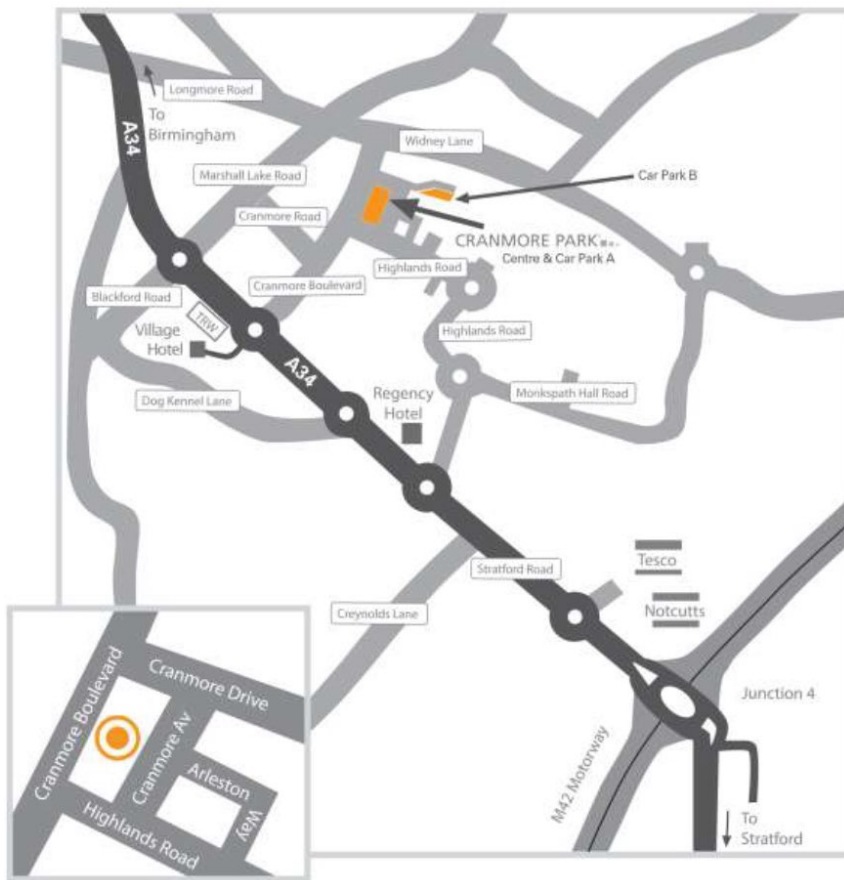 Longmore Road
To
Birmingham
A34
Widney Lane
Marshall Lake Road
Car Park B
Cranmore Road
CRANMORE PARK
Centre & Car Park A
Highlands Road
Cranmore Boulevard
Blackford Road
TRW
Village
Hotel
Highlands Road
A34
Regency
Hotel
Monkspath Hall Road
Dog Kennel Lane
Stratford Road
Tesco
Notcutts
Creynolds Lane
Junction 4
M42 Motorway
To
Stratford
Cranmore Boulevard
Cranmore Drive
Cranmore Av
Arleston
Way
Highlands Road